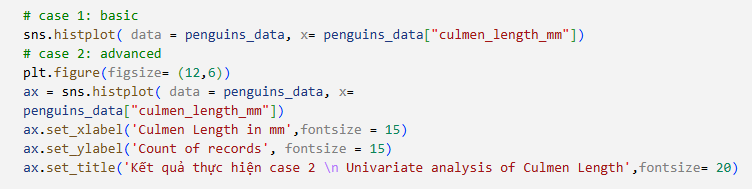 # case 1: basic
sns.histplot( data = penguins_data, x= penguins_data["culmen_length_mm"])
# case 2: advanced
plt.figure(figsize= (12,6))
ax = sns.histplot( data = penguins_data, x=
penguins_data["culmen_length_mm"])
ax.set_xlabel('Culmen Length in mm',fontsize = 15)
ax.set_ylabel('Count of records', fontsize = 15)
ax.set_title('Kết quả thực hiện case 2 \n Univariate analysis of Culmen Length',fontsize= 20)